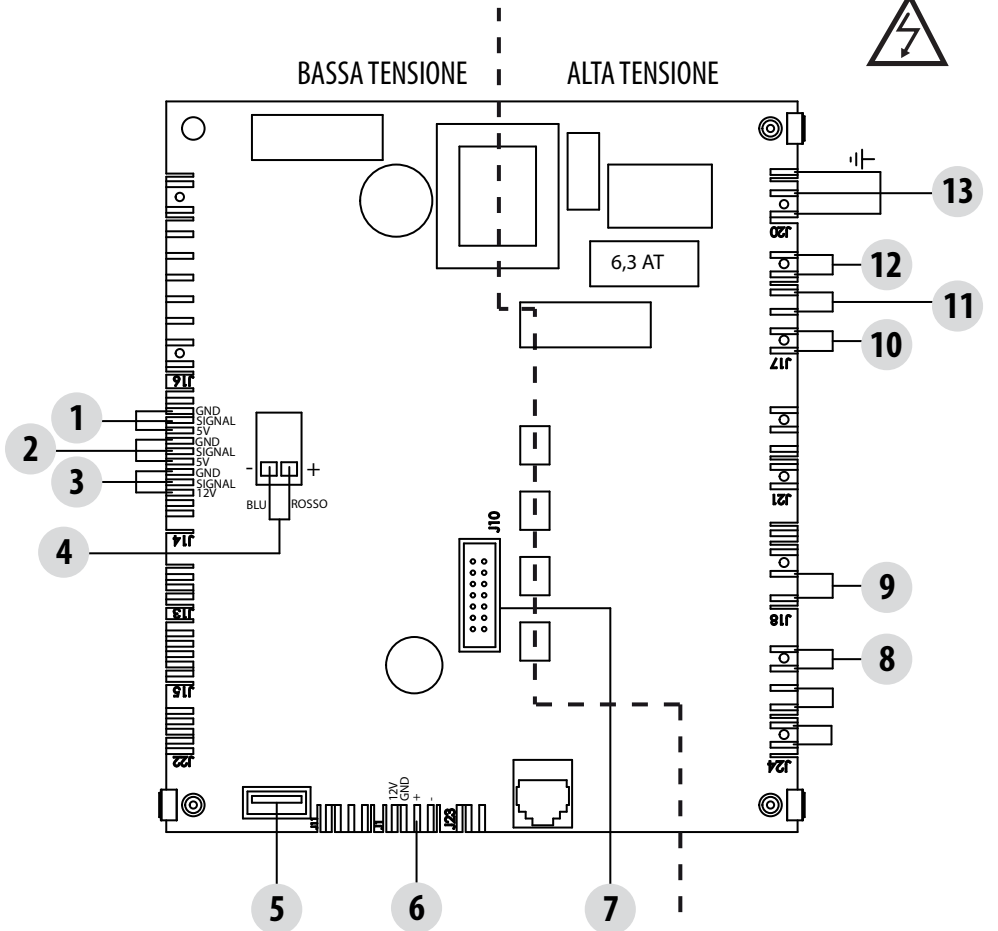 BASSA TENSIONE
ALTA TENSIONE
13
J20
6,3 AT
12
11
10
J17
J16
1
GND
SIGNAL
5V
2
GND
SIGNAL
5V
3
GND
SIGNAL
12V
- +
BLU ROSSO
J21
J10
4
J14
9
J13
J18
8
J15
J22
J24
12V
GND
+
-
J11
J1
J23
5
6
7